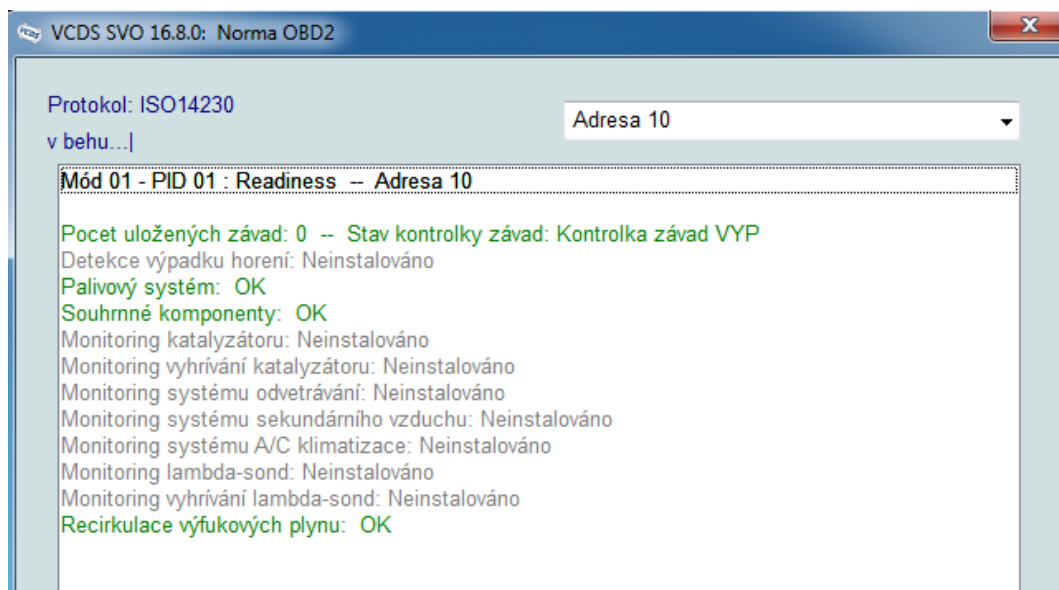 VCDS SVO 16.8.0: Norma OBD2
Protokol: ISO14230
Adresa 10
v behu...|
Mód 01 - PID 01 : Readiness -- Adresa 10
Pocet uložených závad: 0 -- Stav kontrolky závad: Kontrolka závad VYP
Detekce výpadku horení: Neinstalováno
Palivový systém: OK
Souhrnné komponenty: OK
Monitoring katalyzátoru: Neinstalováno
Monitoring vyhrívání katalyzátoru: Neinstalováno
Monitoring systému odvetrávání: Neinstalováno
Monitoring systému sekundárního vzduchu: Neinstalováno
Monitoring systému A/C klimatizace: Neinstalováno
Monitoring lambda-sond: Neinstalováno
Monitoring vyhrívání lambda-sond: Neinstalováno
Recirkulace výfukových plynu: OK